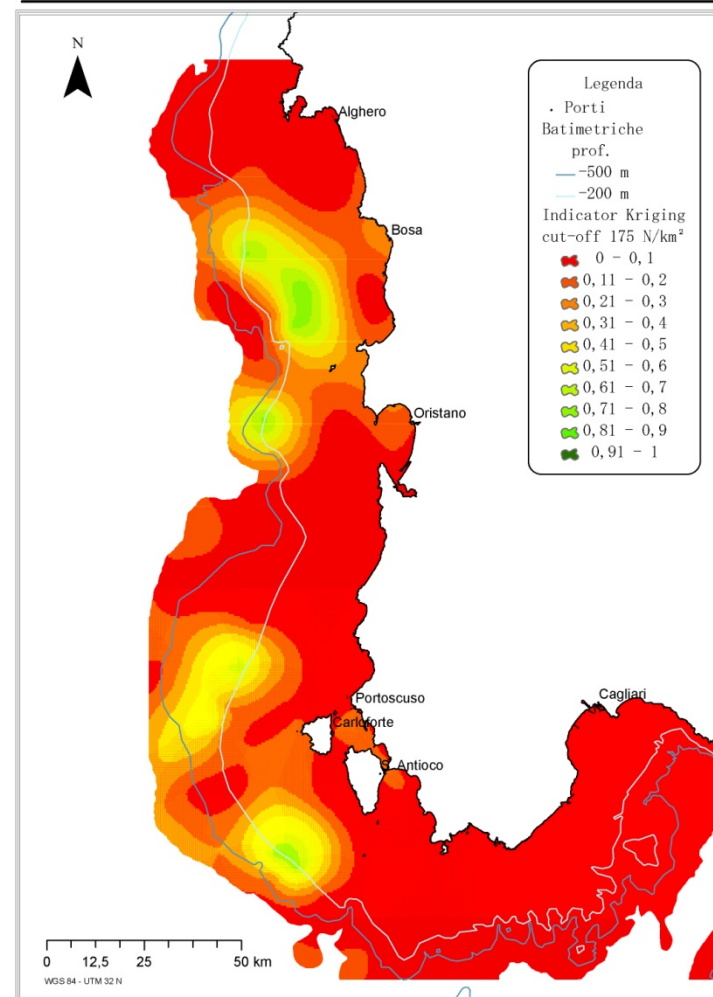 N
Alghero
Bosa
Oristano
Portoscuso
Carloforte
S. Antioco
Cagliari
Legenda
. Porti
Batimetriche
prof.
-500 m
-200 m
Indicator Kriging
cut-off 175 N/km²
0 - 0,1
0,11 - 0,2
0,21 - 0,3
0,31 - 0,4
0,41 - 0,5
0,51 - 0,6
0,61 - 0,7
0,71 - 0,8
0,81 - 0,9
0,91 - 1
0 12,5 25 50 km
WGS 84 - UTM 32 N